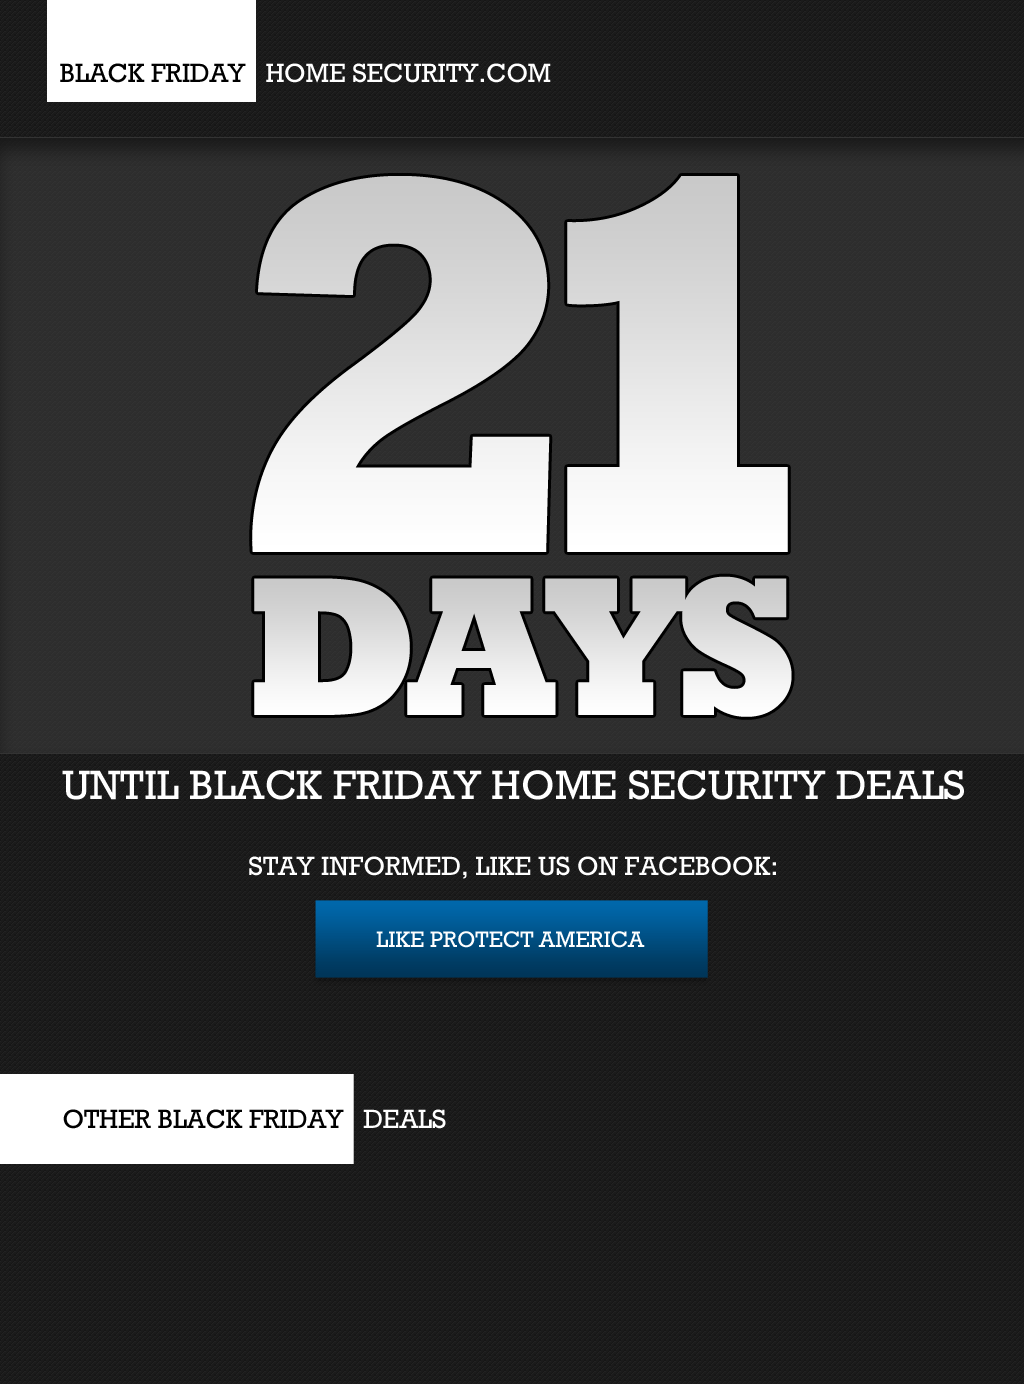 BLACK FRIDAY HOME SECURITY.COM
21
DAYS
UNTIL BLACK FRIDAY HOME SECURITY DEALS
STAY INFORMED, LIKE US ON FACEBOOK:
LIKE PROTECT AMERICA
OTHER BLACK FRIDAY DEALS